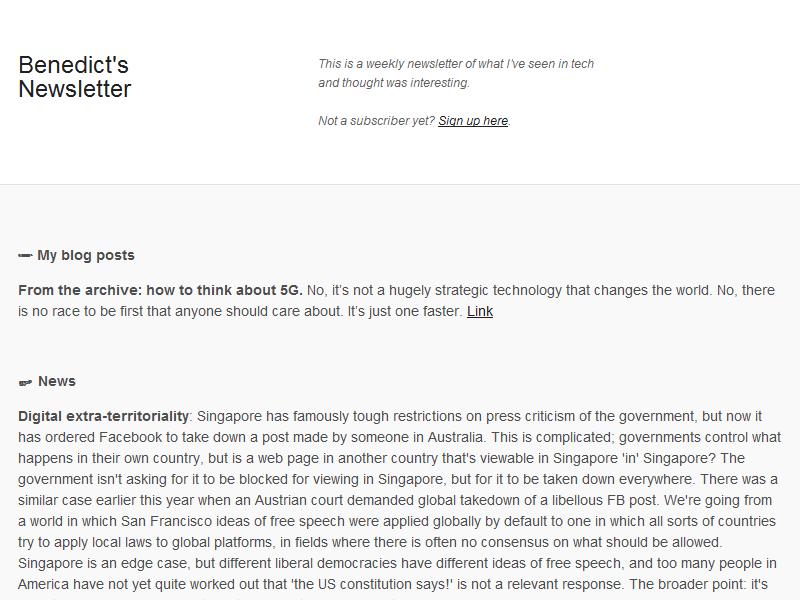 Benedict's
Newsletter
This is a weekly newsletter of what I've seen in tech
and thought was interesting.
Not a subscriber yet? Sign up here.
My blog posts
From the archive: how to think about 5G. No, it’s not a hugely strategic technology that changes the world. No, there
is no race to be first that anyone should care about. It’s just one faster. Link
News
Digital extra-territoriality: Singapore has famously tough restrictions on press criticism of the government, but now it
has ordered Facebook to take down a post made by someone in Australia. This is complicated; governments control what
happens in their own country, but is a web page in another country that's viewable in Singapore 'in' Singapore? The
government isn't asking for it to be blocked for viewing in Singapore, but for it to be taken down everywhere. There was a
similar case earlier this year when an Austrian court demanded global takedown of a libellous FB post. We're going from
a world in which San Francisco ideas of free speech were applied globally by default to one in which all sorts of countries
try to apply local laws to global platforms, in fields where there is often no consensus on what should be allowed.
Singapore is an edge case, but different liberal democracies have different ideas of free speech, and too many people in
America have not yet quite worked out that 'the US constitution says!' is not a relevant response. The broader point: it's